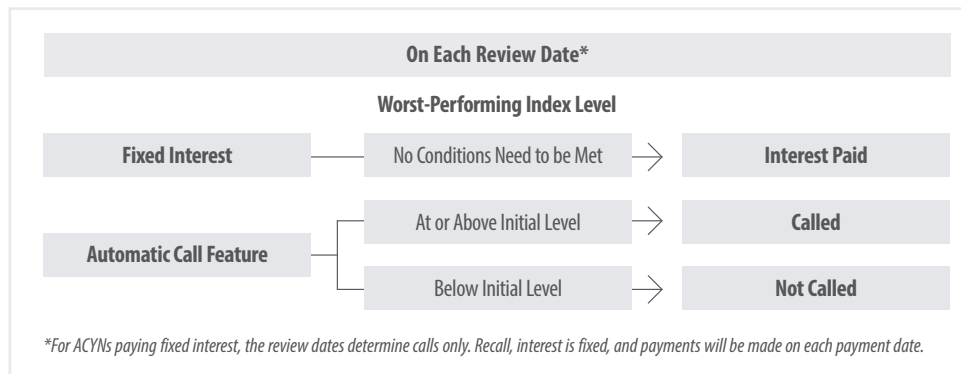 On Each Review Date*
Worst-Performing Index Level
Fixed Interest
No Conditions Need to be Met
Interest Paid
Automatic Call Feature
At or Above Initial Level
Called
Below Initial Level
Not Called
*For ACYNs paying fixed interest, the review dates determine calls only. Recall, interest is fixed, and payments will be made on each payment date.